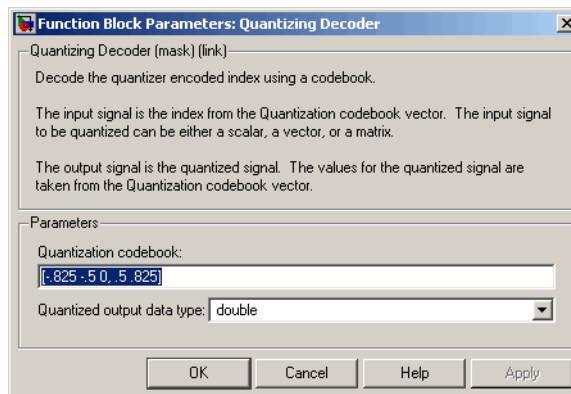 Function Block Parameters: Quantizing Decoder
Quantizing Decoder (mask) (link)
Decode the quantizer encoded index using a codebook.
The input signal is the index from the Quantization codebook vector. The input signal
to be quantized can be either a scalar, a vector, or a matrix.
The output signal is the quantized signal. The values for the quantized signal are
taken from the Quantization codebook vector.
Parameters
Quantization codebook:
[-.825 -.5 0, .5 .825]
Quantized output data type: double
OK Cancel Help Apply